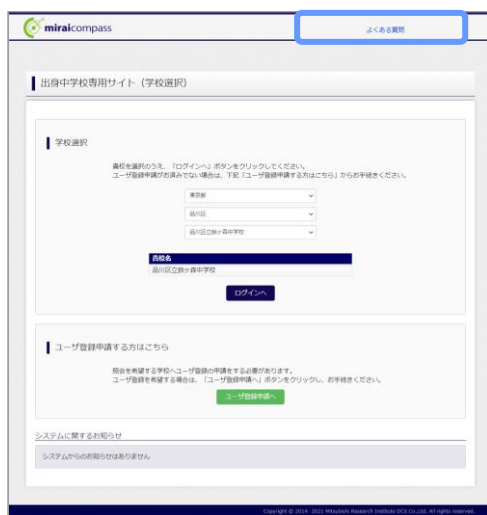 miraicompass
よくある質問
出身中学校専用サイト（学校選択）
学校選択
貴校を選択のうえ、「ログインへ」ボタンをクリックしてください。
ユーザ登録申請がお済みでない場合は、下記「ユーザ登録申請する方はこちら」からお手続きください。
東京都
品川区
品川区立鈴ヶ森中学校
貴校名
品川区立鈴ヶ森中学校
ログインへ
ユーザ登録申請する方はこちら
照会を希望する学校へユーザ登録の申請をする必要があります。
ユーザ登録を希望する場合は、「ユーザ登録申請へ」ボタンをクリックし、お手続きください。
ユーザ登録申請へ
システムに関するお知らせ
システムからのお知らせはありません
Copyright © 2014- 2021 Mitsubishi Research Institute DCS Co.,Ltd. All rights reserved.